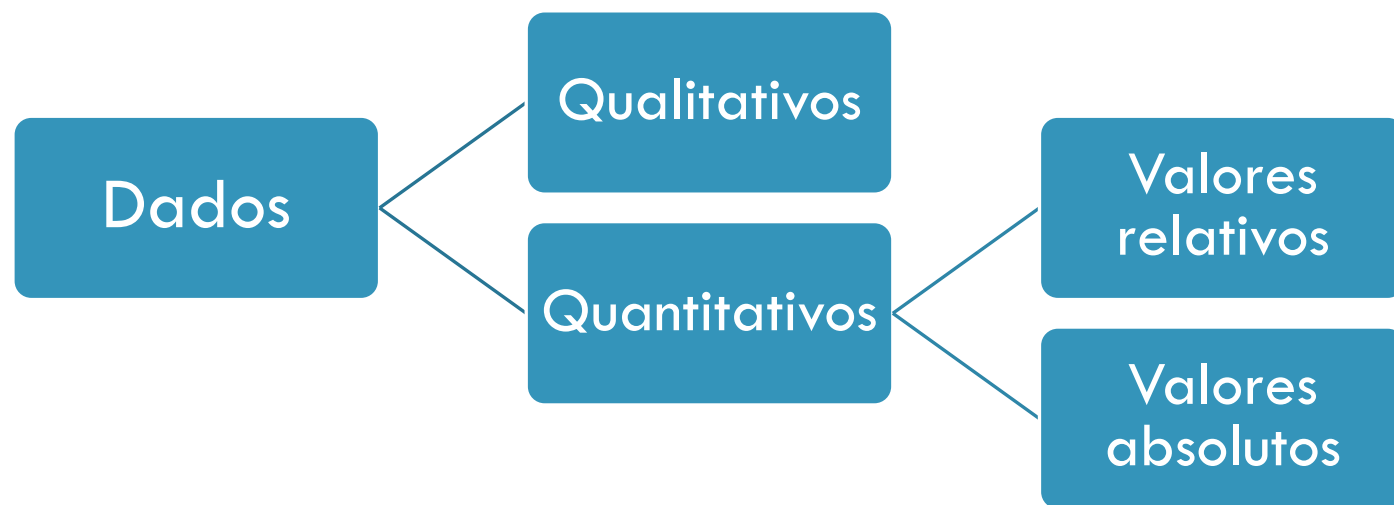 Dados
Qualitativos
Quantitativos
Valores
relativos
Valores
absolutos